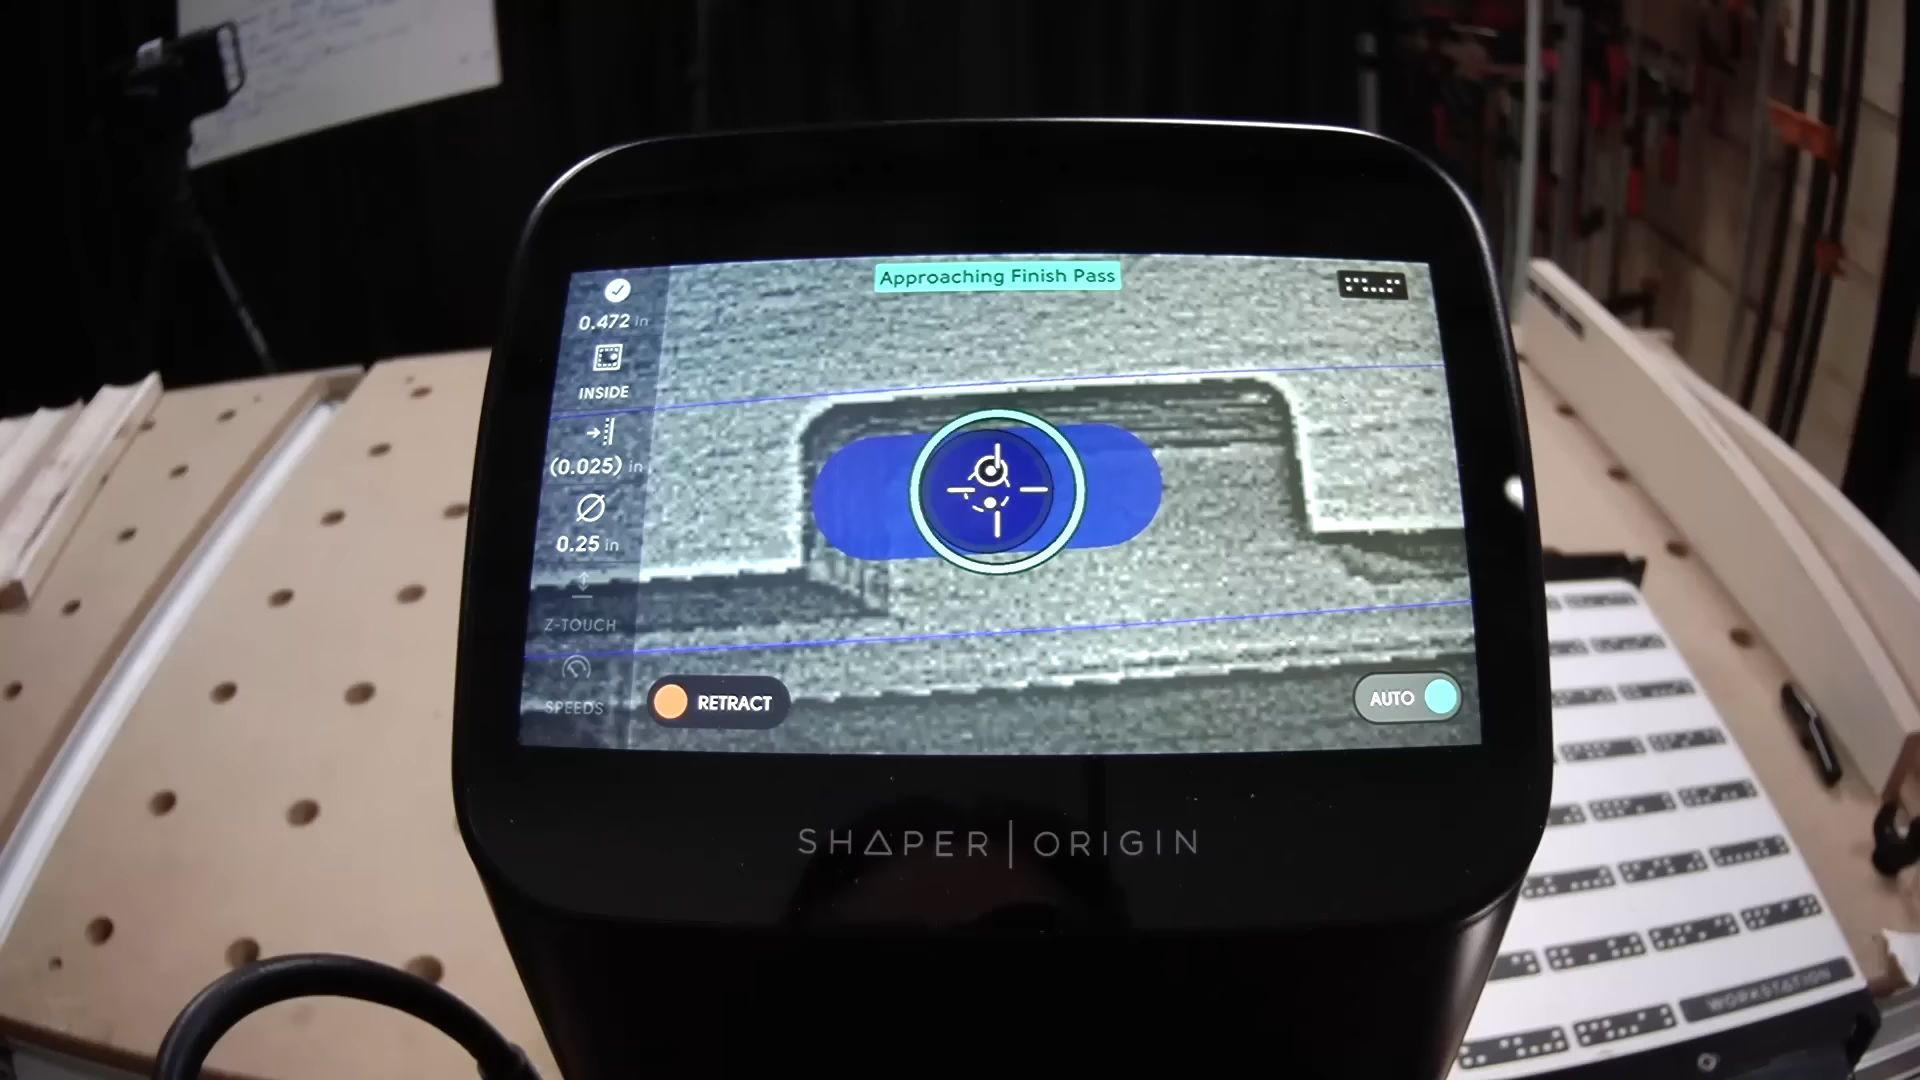 Approaching Finish Pass
0.472 in
INSIDE
(0.025) in
0.25 in
Z-TOUCH
SPEEDS
RETRACT
AUTO
SHAPER | ORIGIN
WORKSTATION